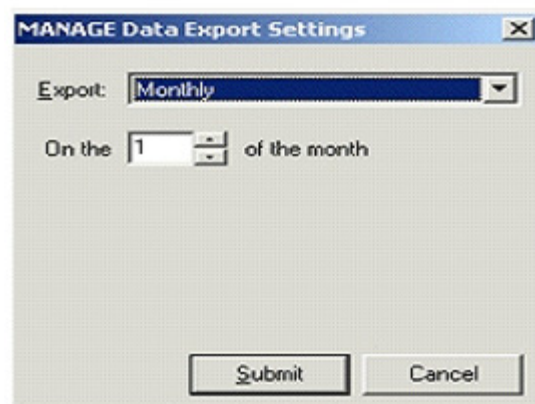 MANAGE Data Export Settings
Export: Monthly
On the 1 of the month
Submit Cancel